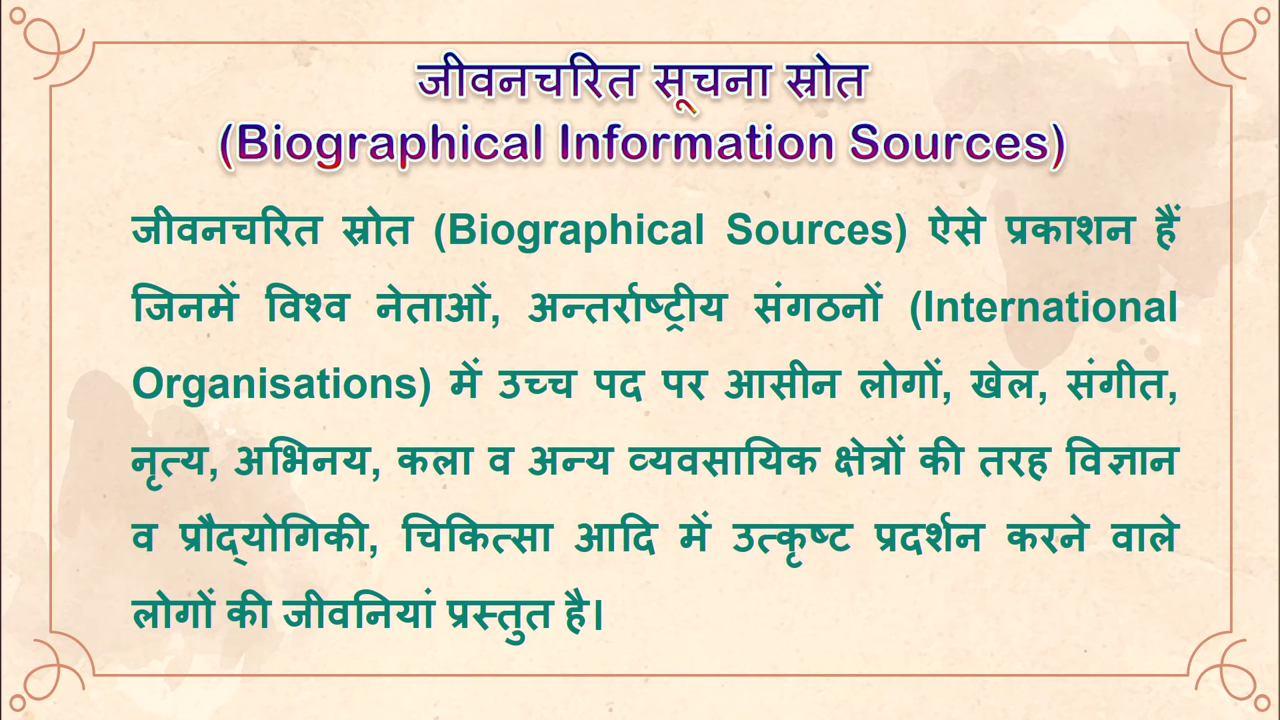 जीवनचरित सूचना स्रोत
(Biographical Information Sources)
जीवनचरित स्रोत (Biographical Sources) ऐसे प्रकाशन हैं
जिनमें विश्व नेताओं, अन्तर्राष्ट्रीय संगठनों (International
Organisations) में उच्च पद पर आसीन लोगों, खेल, संगीत,
नृत्य, अभिनय, कला व अन्य व्यवसायिक क्षेत्रों की तरह विज्ञान
व प्रौद्योगिकी, चिकित्सा आदि में उत्कृष्ट प्रदर्शन करने वाले
लोगों की जीवनियां प्रस्तुत है।